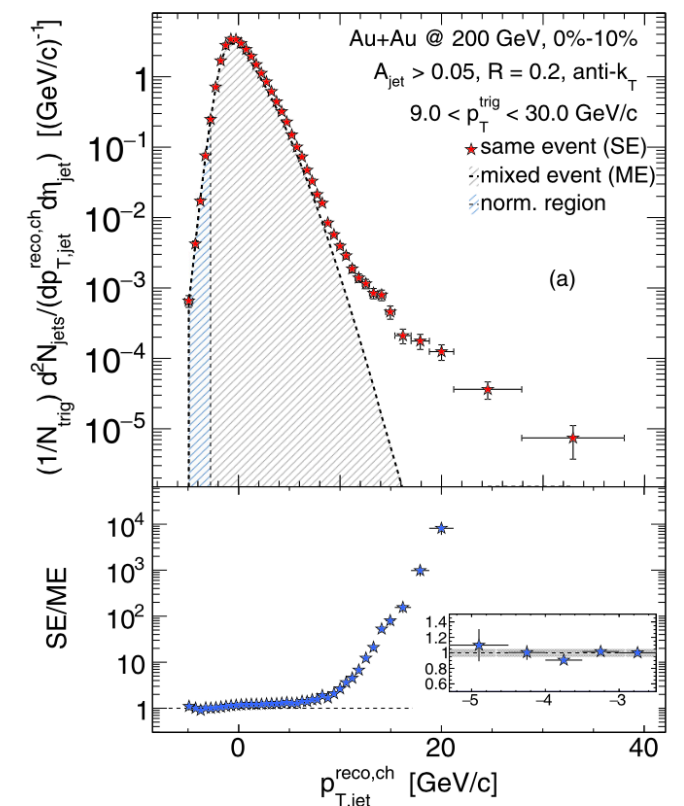 Au+Au @ 200 GeV, 0%-10%
A_jet > 0.05, R = 0.2, anti-k_T
9.0 < p_T^trig < 30.0 GeV/c
same event (SE)
mixed event (ME)
norm. region
(a)
(1/N_trig) d²N_jets/(dp_T,jet^reco,ch dη_jet) [(GeV/c)⁻¹]
1
10⁻¹
10⁻²
10⁻³
10⁻⁴
10⁻⁵
SE/ME
10⁴
10³
10²
10
1
1.4
1.2
1
0.8
0.6
−5 −4 −3
0 20 40
p_T,jet^reco,ch [GeV/c]